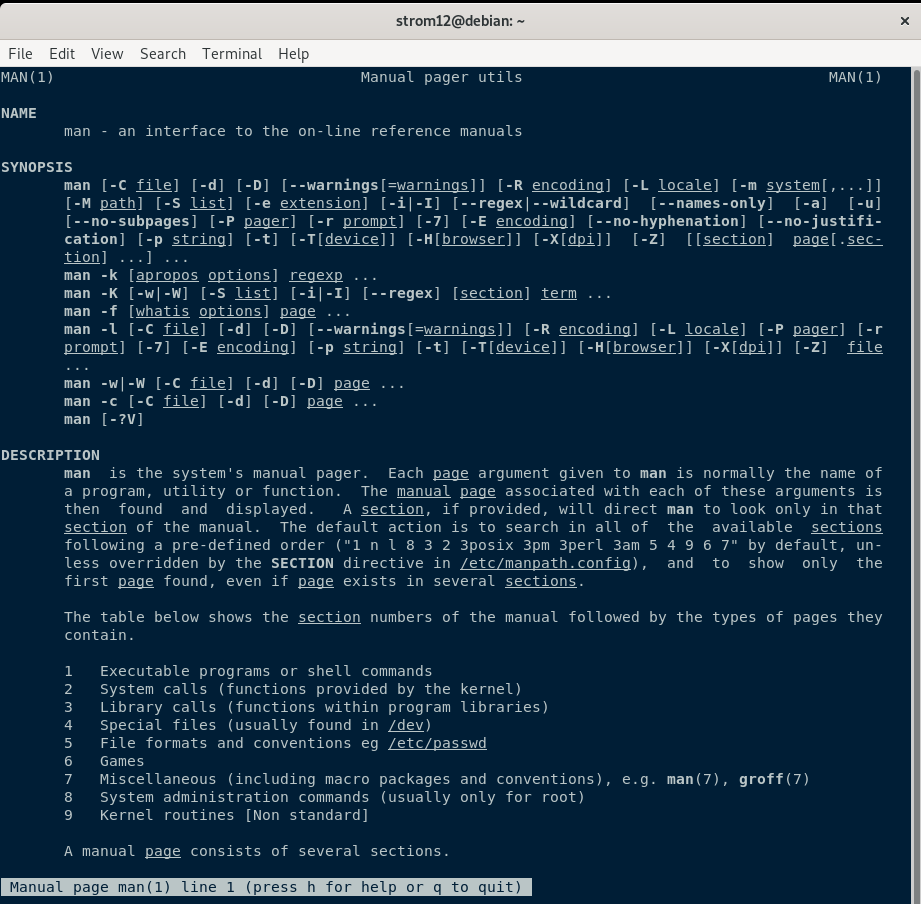 strom12@debian: ~
×
File Edit View Search Terminal Help
MAN(1) Manual pager utils MAN(1)
NAME
man - an interface to the on-line reference manuals
SYNOPSIS
man [-C file] [-d] [-D] [--warnings[=warnings]] [-R encoding] [-L locale] [-m system[,...]]
[-M path] [-S list] [-e extension] [-i|-I] [--regex|--wildcard] [--names-only] [-a] [-u]
[--no-subpages] [-P pager] [-r prompt] [-7] [-E encoding] [--no-hyphenation] [--no-justifi-
cation] [-p string] [-t] [-T[device]] [-H[browser]] [-X[dpi]] [-Z] [[section] page[.sec-
tion] ...] ...
man -k [apropos options] regexp ...
man -K [-w|-W] [-S list] [-i|-I] [--regex] [section] term ...
man -f [whatis options] page ...
man -l [-C file] [-d] [-D] [--warnings[=warnings]] [-R encoding] [-L locale] [-P pager] [-r
prompt] [-7] [-E encoding] [-p string] [-t] [-T[device]] [-H[browser]] [-X[dpi]] [-Z] file
...
man -w|-W [-C file] [-d] [-D] page ...
man -c [-C file] [-d] [-D] page ...
man [-?V]
DESCRIPTION
man is the system's manual pager. Each page argument given to man is normally the name of
a program, utility or function. The manual page associated with each of these arguments is
then found and displayed. A section, if provided, will direct man to look only in that
section of the manual. The default action is to search in all of the available sections
following a pre-defined order ("1 n l 8 3 2 3posix 3pm 3perl 3am 5 4 9 6 7" by default, un-
less overridden by the SECTION directive in /etc/manpath.config), and to show only the
first page found, even if page exists in several sections.
The table below shows the section numbers of the manual followed by the types of pages they
contain.
1 Executable programs or shell commands
2 System calls (functions provided by the kernel)
3 Library calls (functions within program libraries)
4 Special files (usually found in /dev)
5 File formats and conventions eg /etc/passwd
6 Games
7 Miscellaneous (including macro packages and conventions), e.g. man(7), groff(7)
8 System administration commands (usually only for root)
9 Kernel routines [Non standard]
A manual page consists of several sections.
Manual page man(1) line 1 (press h for help or q to quit)